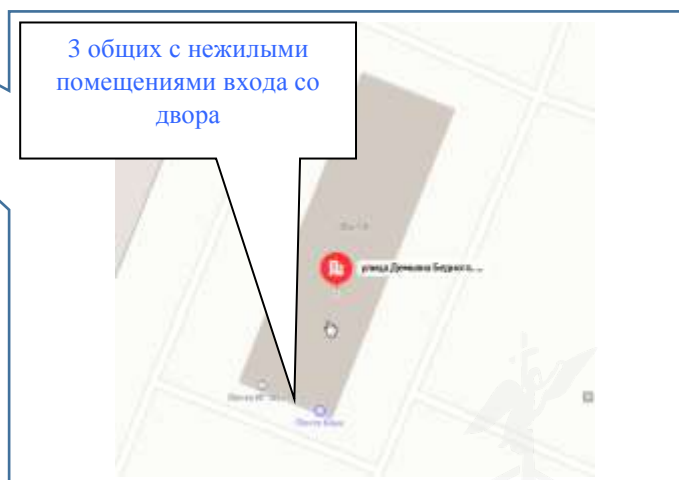 3 общих с нежилыми
помещениями входа со
двора
улица Демьяна Бедного, ...